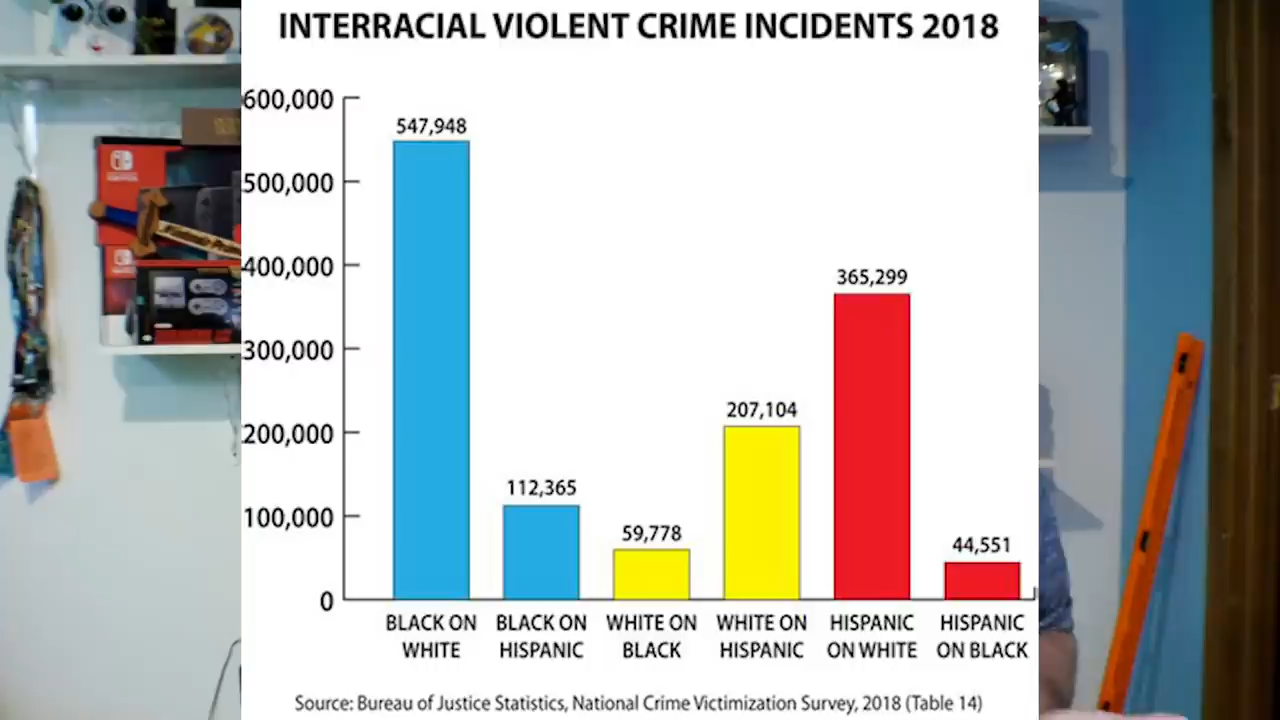 INTERRACIAL VIOLENT CRIME INCIDENTS 2018
600,000
500,000
400,000
300,000
200,000
100,000
0
547,948
112,365
59,778
207,104
365,299
44,551
BLACK ON
WHITE
BLACK ON
HISPANIC
WHITE ON
BLACK
WHITE ON
HISPANIC
HISPANIC
ON WHITE
HISPANIC
ON BLACK
Source: Bureau of Justice Statistics, National Crime Victimization Survey, 2018 (Table 14)